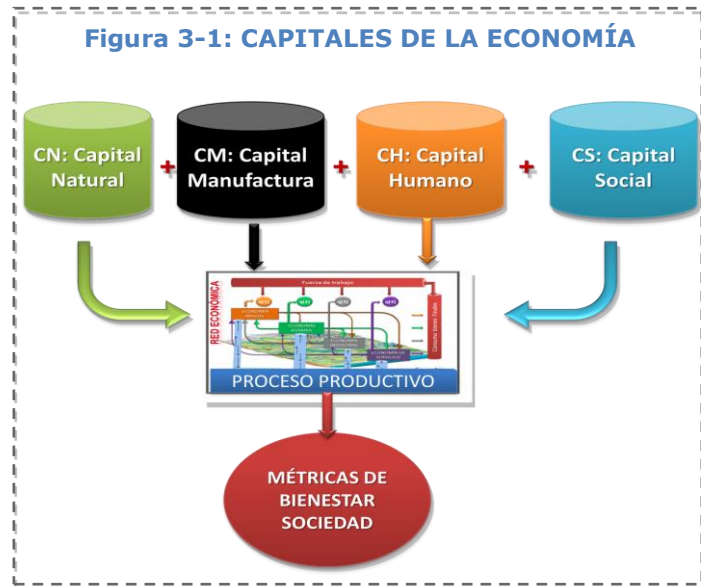 Figura 3-1: CAPITALES DE LA ECONOMÍA
CN: Capital
Natural
+
CM: Capital
Manufactura
+
CH: Capital
Humano
+
CS: Capital
Social
Fuerza de trabajo
RED ECONÓMICA
PROCESO PRODUCTIVO
MÉTRICAS DE
BIENESTAR
SOCIEDAD